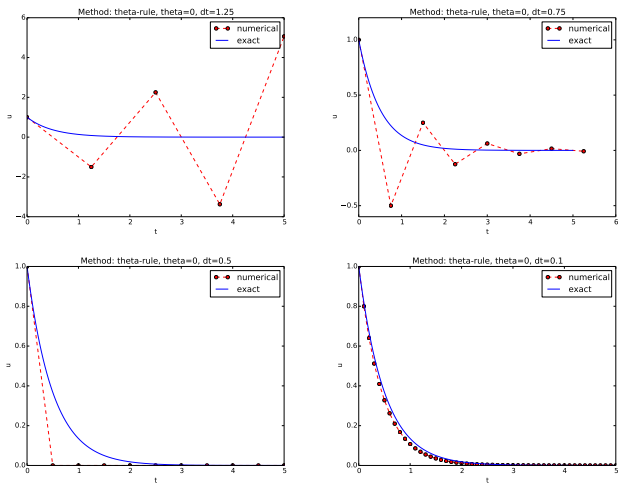 Method: theta-rule, theta=0, dt=1.25
6
4
2
0
−2
−4
u
0 1 2 3 4 5
t
numerical
exact
Method: theta-rule, theta=0, dt=0.75
1.0
0.5
0.0
−0.5
u
0 1 2 3 4 5 6
t
numerical
exact
Method: theta-rule, theta=0, dt=0.5
1.0
0.8
0.6
0.4
0.2
0.0
u
0 1 2 3 4 5
t
numerical
exact
Method: theta-rule, theta=0, dt=0.1
1.0
0.8
0.6
0.4
0.2
0.0
u
0 1 2 3 4 5
t
numerical
exact